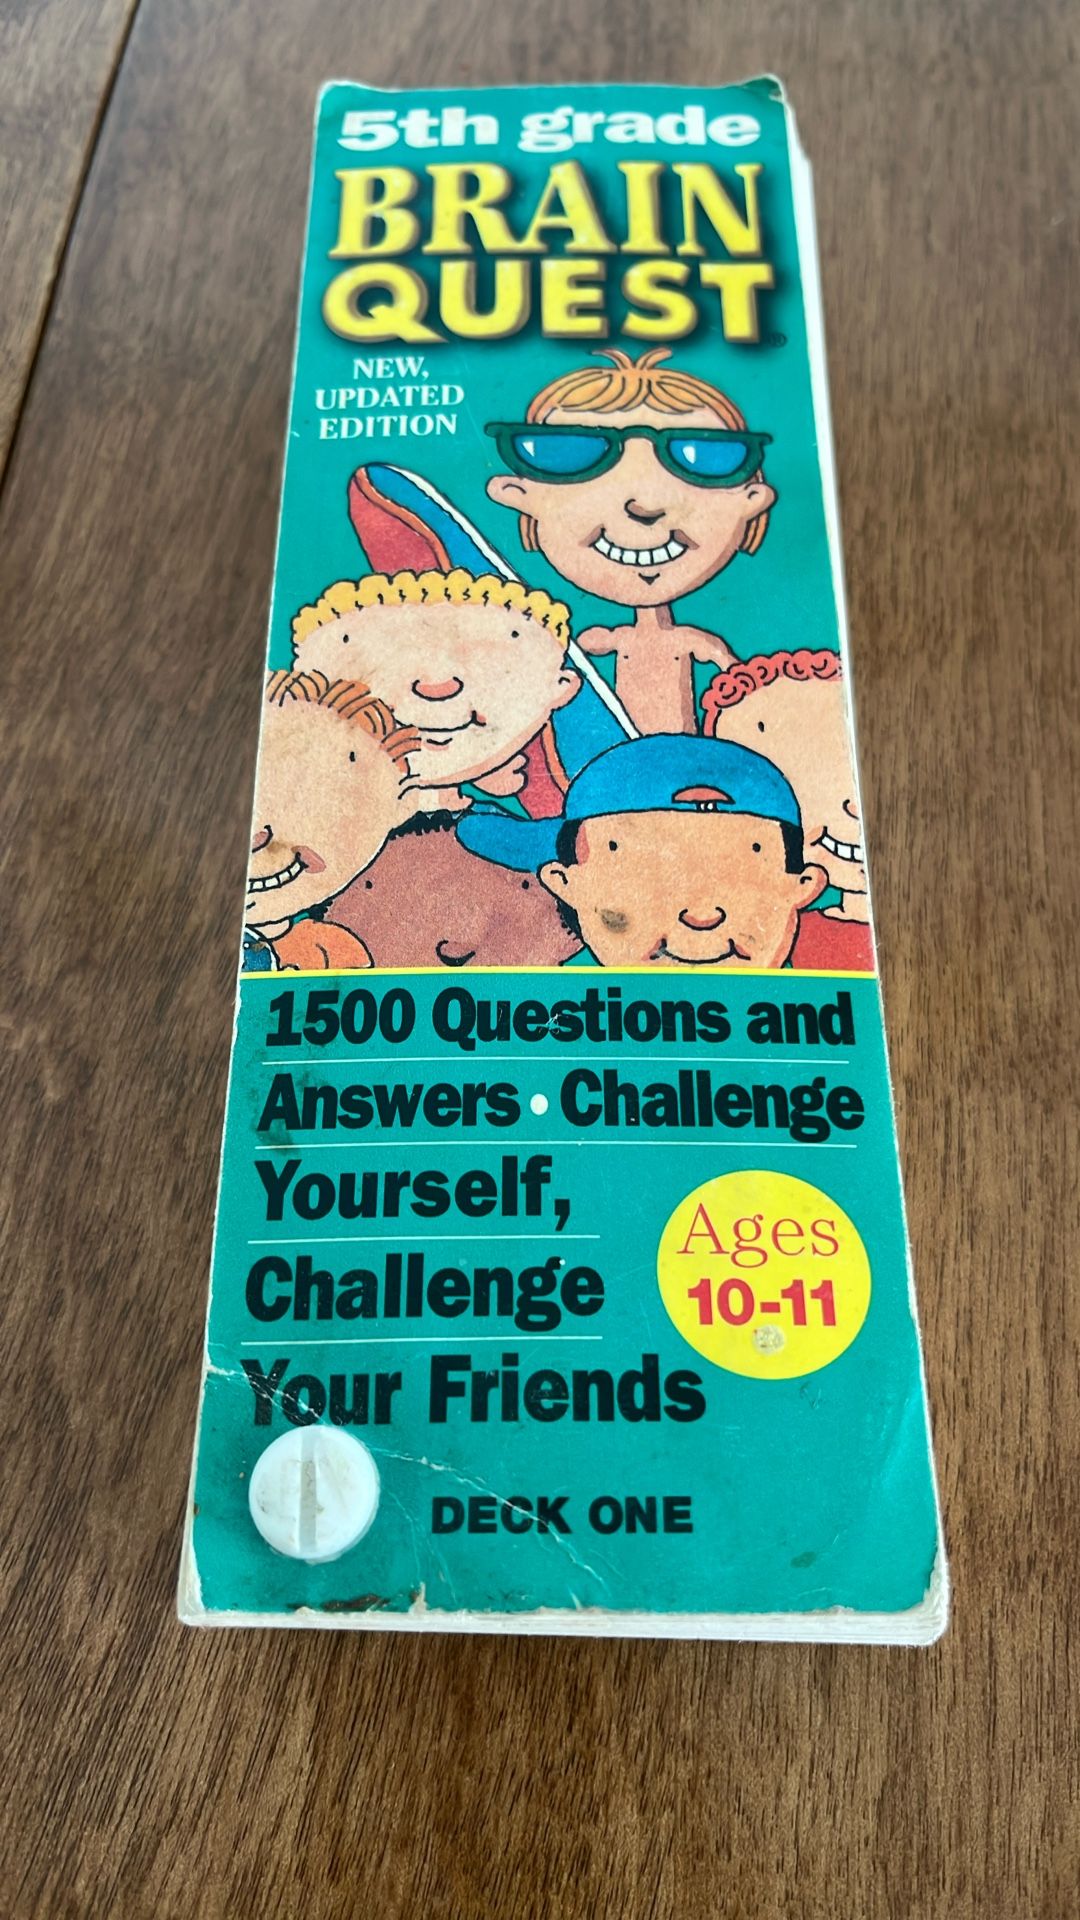 5th grade
BRAIN
QUEST®
NEW,
UPDATED
EDITION
1500 Questions and
Answers • Challenge
Yourself,
Challenge
Your Friends
Ages
10-11
DECK ONE